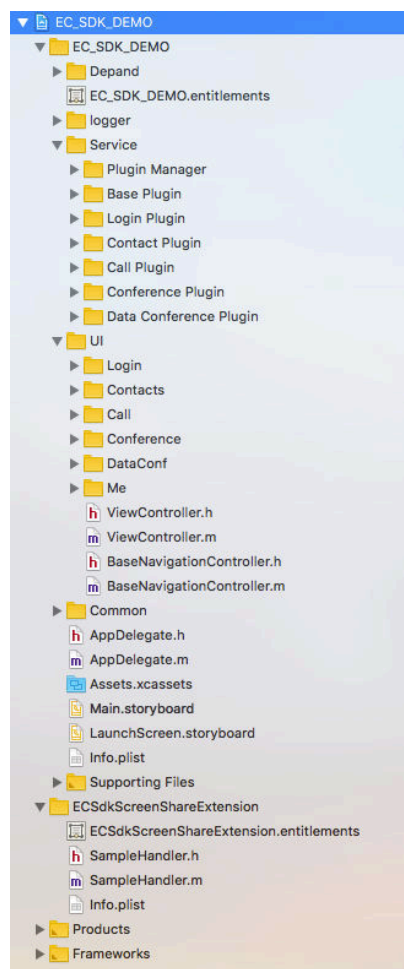 EC_SDK_DEMO
EC_SDK_DEMO
Depand
EC_SDK_DEMO.entitlements
logger
Service
Plugin Manager
Base Plugin
Login Plugin
Contact Plugin
Call Plugin
Conference Plugin
Data Conference Plugin
UI
Login
Contacts
Call
Conference
DataConf
Me
h ViewController.h
m ViewController.m
h BaseNavigationController.h
m BaseNavigationController.m
Common
h AppDelegate.h
m AppDelegate.m
Assets.xcassets
Main.storyboard
LaunchScreen.storyboard
Info.plist
Supporting Files
ECSdkScreenShareExtension
ECSdkScreenShareExtension.entitlements
h SampleHandler.h
m SampleHandler.m
Info.plist
Products
Frameworks